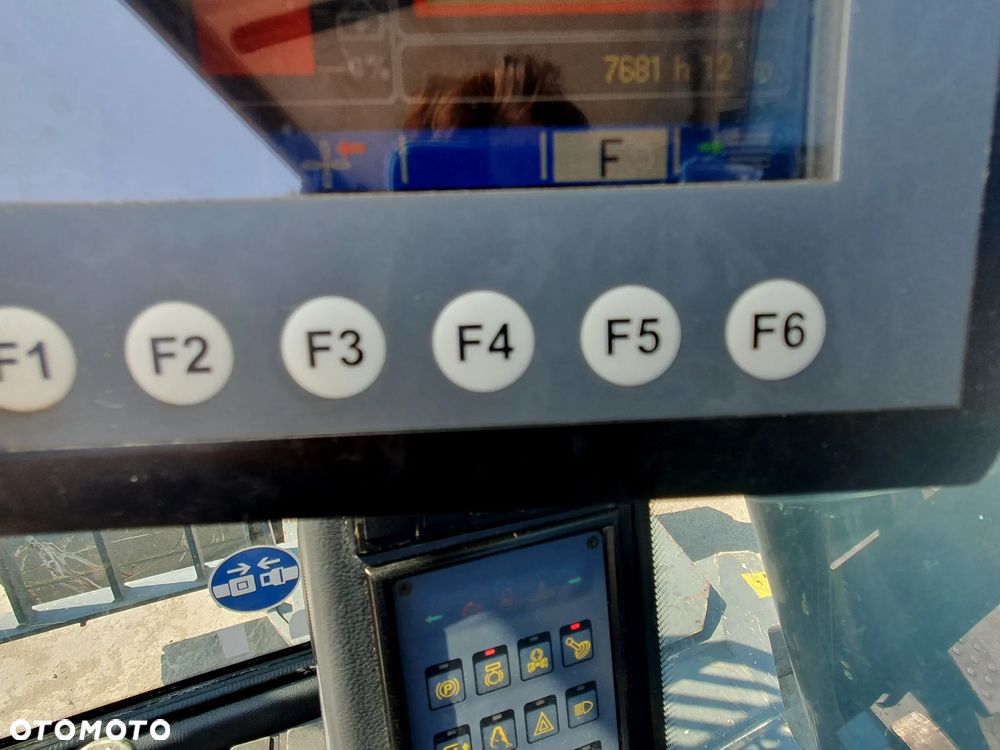 %
7681 h 12
F
F1 F2 F3 F4 F5 F6
P
OTOMOTO